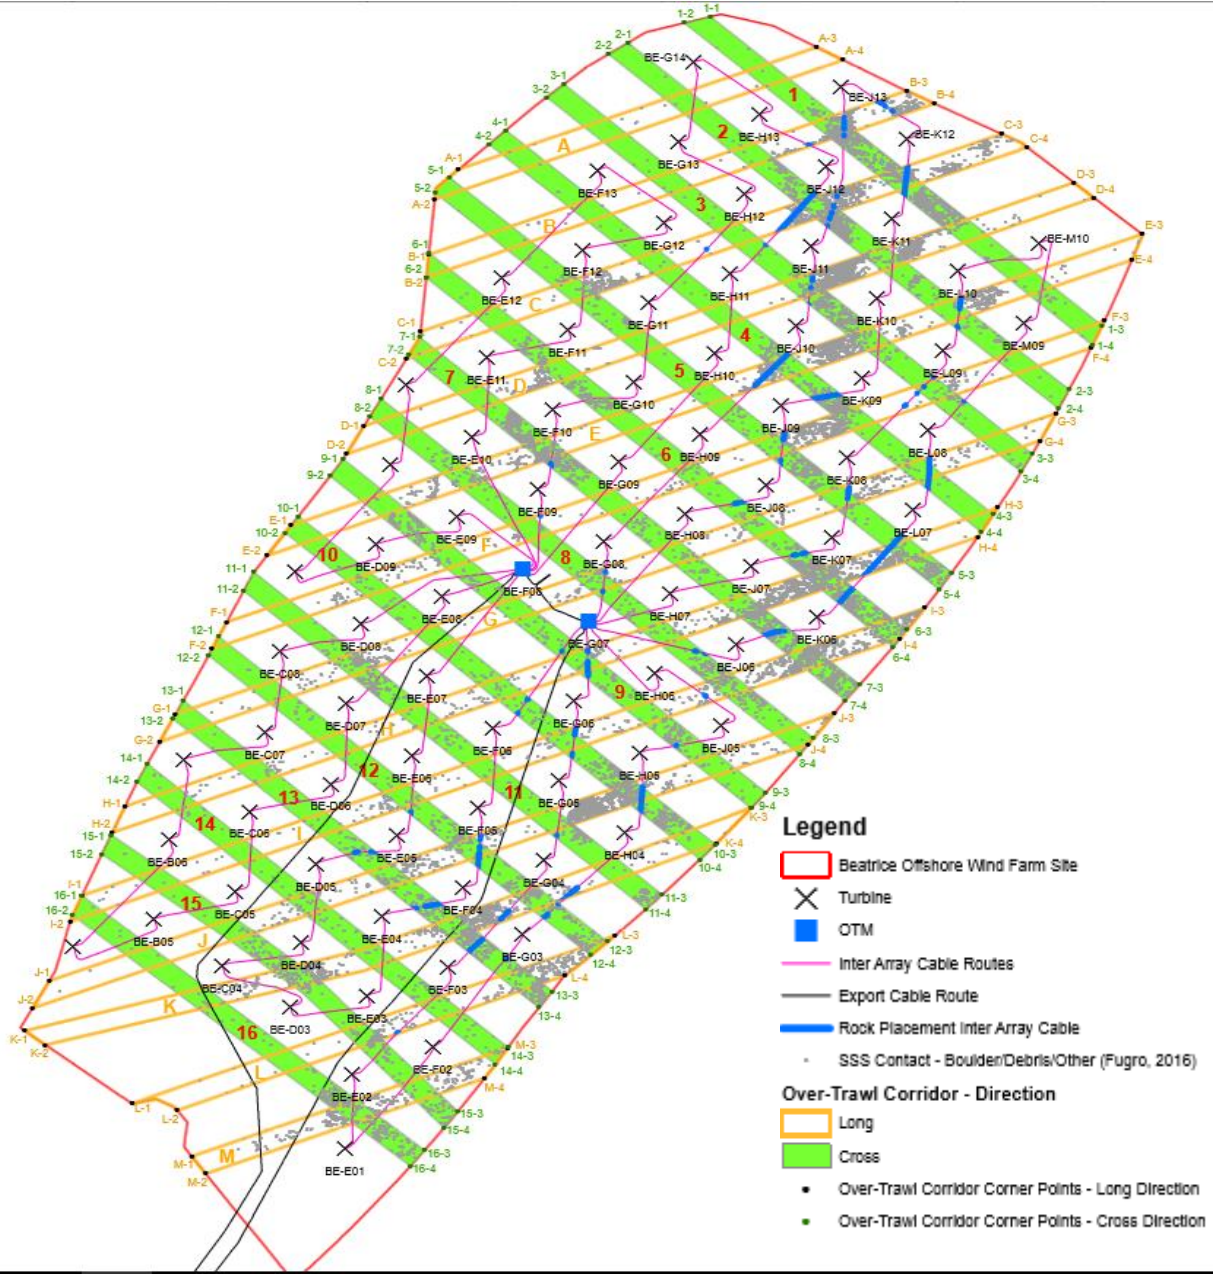 1-1
1-2
2-1
2-2
A-3
A-4
BE-G14
3-1
3-2
B-3
B-4
1
BE-J13
4-1
4-2
2
BE-H13
BE-K12
C-3
C-4
A
A-1
BE-G13
5-1
5-2
A-2
BE-F13
BE-J12
D-3
D-4
3
BE-H12
B
BE-G12
BE-K11
E-3
BE-M10
6-1
B-1
6-2
B-2
BE-F12
BE-J11
E-4
BE-E12
C
BE-H11
BE-L10
BE-G11
BE-K10
F-3
1-3
C-1
7-1
7-2
C-2
4
BE-J10
BE-M09
1-4
F-4
BE-F11
7
BE-E11
D
5
BE-H10
BE-L09
8-1
8-2
BE-G10
BE-K09
2-3
2-4
G-3
D-1
D-2
BE-F10
E
BE-J09
G-4
9-1
9-2
BE-E10
6
BE-H09
BE-L08
3-3
3-4
BE-G09
BE-K08
10-1
E-1
10-2
BE-F09
BE-J08
H-3
4-3
4-4
H-4
E-2
10
BE-E09
F
8
BE-H08
BE-L07
BE-D09
BE-G08
BE-K07
11-1
11-2
BE-F08
BE-J07
5-3
5-4
F-1
BE-E08
G
BE-H07
I-3
12-1
F-2
12-2
BE-D08
BE-G07
BE-K06
6-3
I-4
6-4
BE-C08
BE-J06
13-1
G-1
13-2
BE-E07
9
BE-H06
7-3
7-4
J-3
G-2
BE-D07
H
BE-G06
BE-C07
BE-F06
BE-J05
8-3
J-4
8-4
14-1
14-2
12
BE-E06
BE-H05
H-1
13
BE-D06
11
BE-G05
9-3
9-4
K-3
H-2
14
BE-C06
I
BE-F05
15-1
15-2
BE-B06
BE-E05
BE-H04
K-4
10-3
10-4
I-1
BE-D05
BE-G04
16-1
16-2
I-2
15
BE-C05
BE-F04
11-3
11-4
BE-B05
J
BE-E04
L-3
12-3
12-4
J-1
BE-D04
BE-G03
L-4
J-2
BE-C04
BE-F03
13-3
13-4
K-1
K
BE-D03
BE-E03
K-2
16
M-3
14-3
14-4
L
BE-F02
M-4
L-1
L-2
BE-E02
15-3
15-4
M-1
M
16-3
16-4
M-2
BE-E01
Legend
Beatrice Offshore Wind Farm Site
Turbine
OTM
Inter Array Cable Routes
Export Cable Route
Rock Placement Inter Array Cable
SSS Contact - Boulder/Debris/Other (Fugro, 2016)
Over-Trawl Corridor - Direction
Long
Cross
Over-Trawl Corridor Corner Points - Long Direction
Over-Trawl Corridor Corner Points - Cross Direction